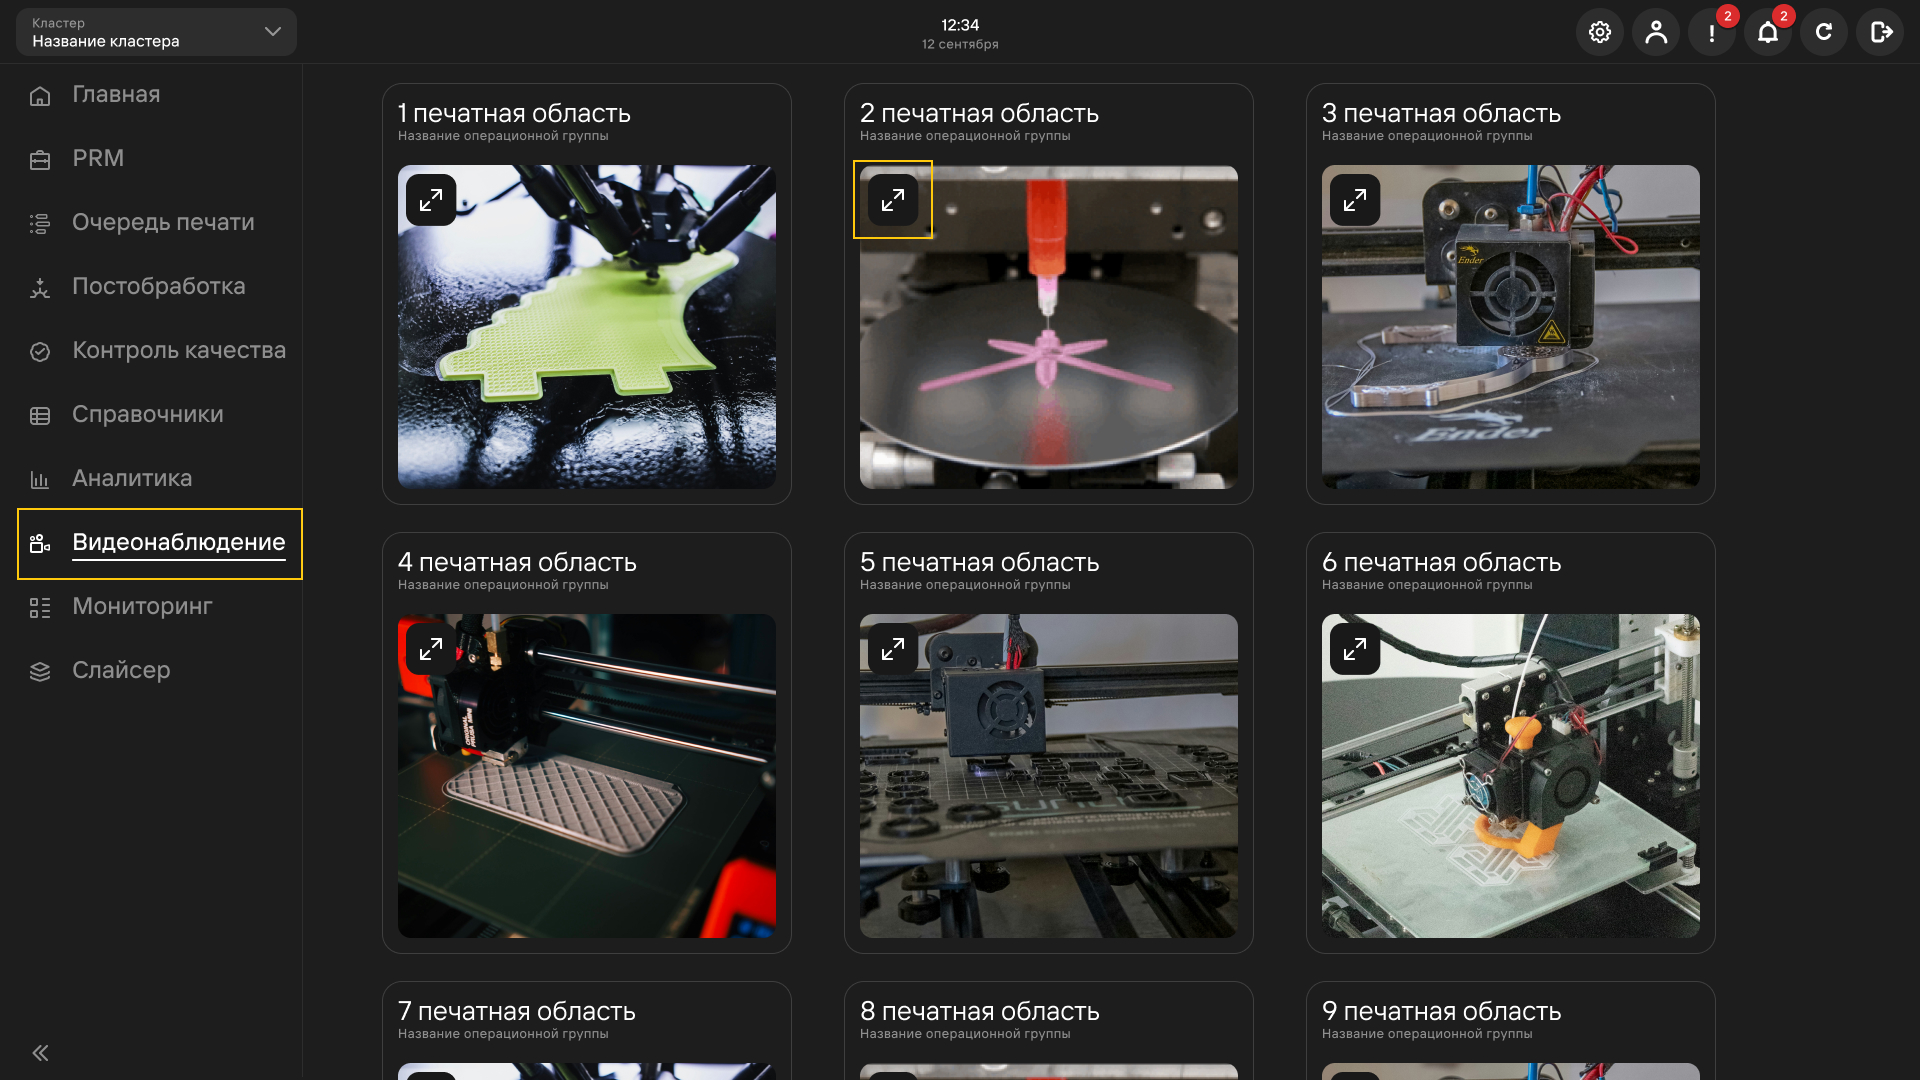 Кластер
Название кластера
12:34
12 сентября
2
2
Главная
PRM
Очередь печати
Постобработка
Контроль качества
Справочники
Аналитика
Видеонаблюдение
Мониторинг
Слайсер
1 печатная область
Название операционной группы
2 печатная область
Название операционной группы
3 печатная область
Название операционной группы
Ender
Ender
4 печатная область
Название операционной группы
ORIGINAL
PRUSA MINI
5 печатная область
Название операционной группы
6 печатная область
Название операционной группы
7 печатная область
Название операционной группы
8 печатная область
Название операционной группы
9 печатная область
Название операционной группы